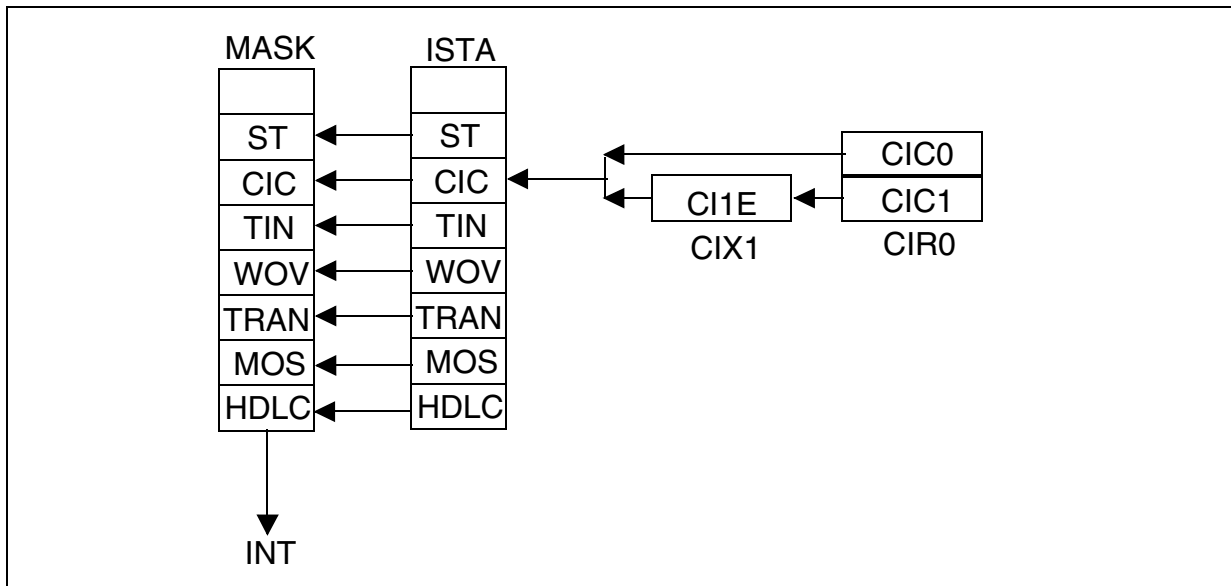 MASK ISTA
ST ST CIC0
CIC CIC CI1E CIC1
TIN TIN CIX1 CIR0
WOV WOV
TRAN TRAN
MOS MOS
HDLC HDLC
INT